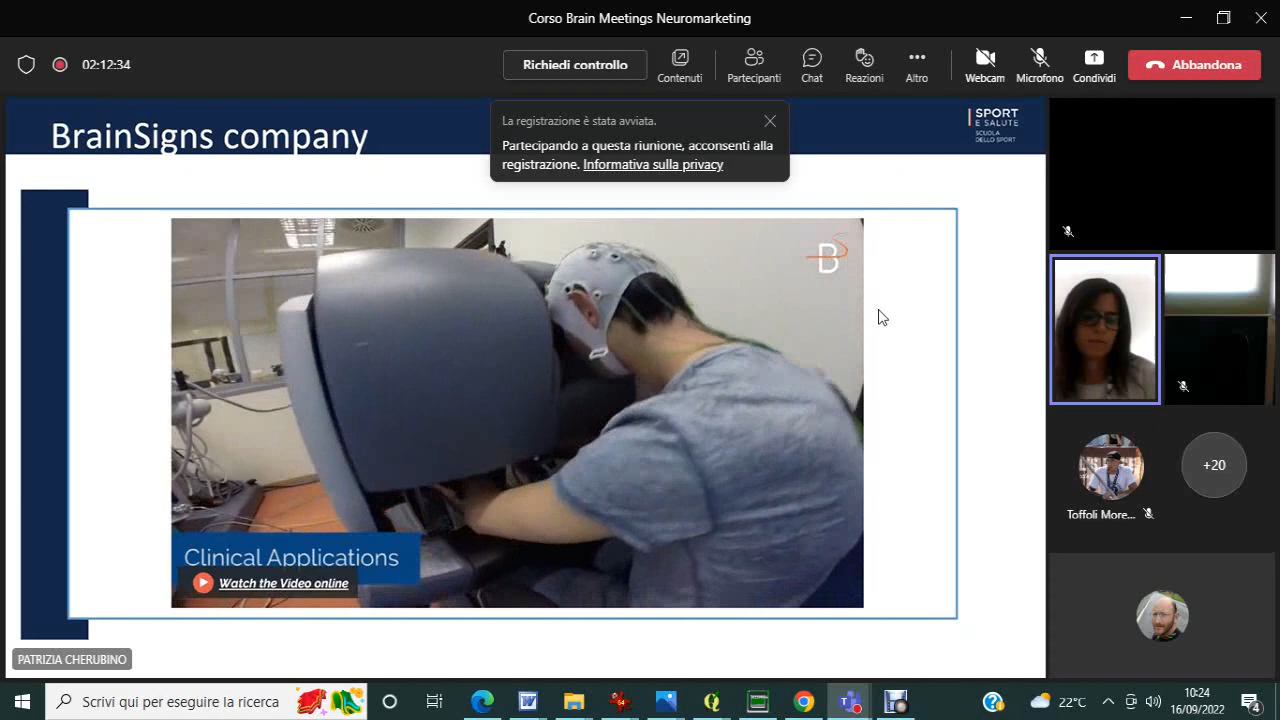 Corso Brain Meetings Neuromarketing
02:12:34
Richiedi controllo
Contenuti
Partecipanti
Chat
Reazioni
Altro
Webcam
Microfono
Condividi
Abbandona
BrainSigns company
La registrazione è stata avviata.
Partecipando a questa riunione, acconsenti alla
registrazione. Informativa sulla privacy
SPORT
E SALUTE
SCUOLA
DELLO SPORT
B
Clinical Applications
Watch the Video online
Toffoli More...
+20
PATRIZIA CHERUBINO
Scrivi qui per eseguire la ricerca
22°C
10:24
16/09/2022
4